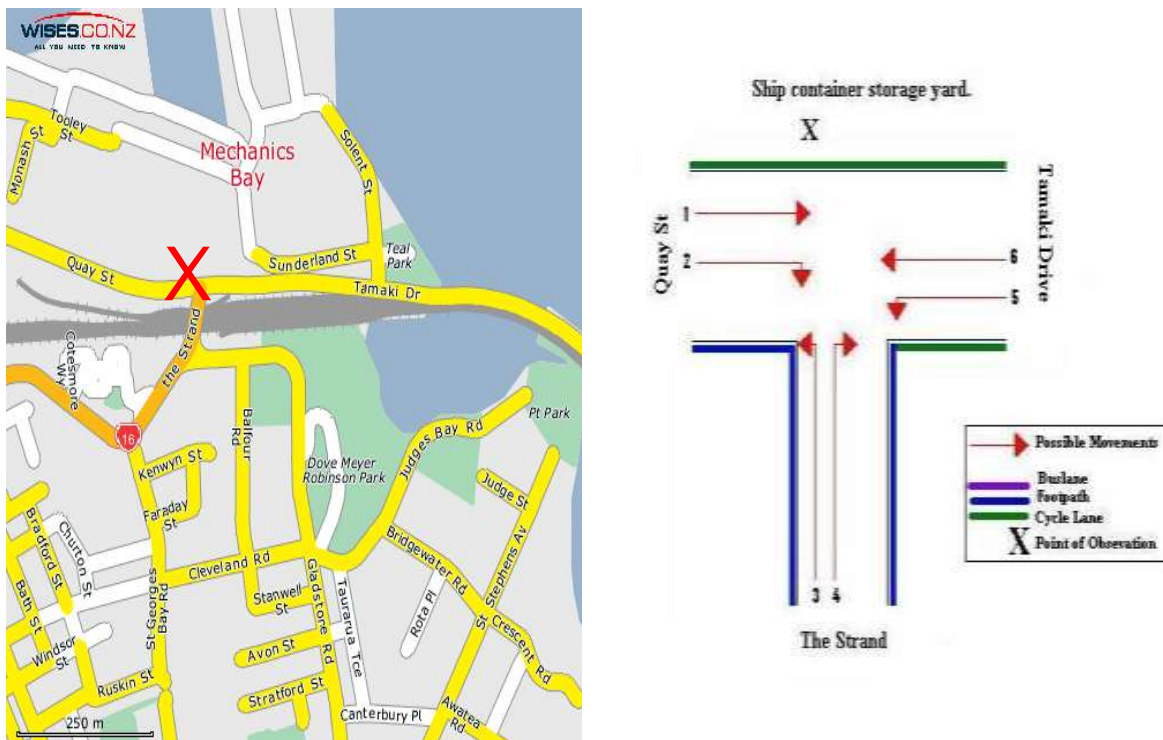 WISES.CO.NZ
ALL YOU NEED TO KNOW
Tooley St
Monash St
Mechanics
Bay
Solent St
Quay St
X
Sunderland St
Teal
Park
Tamaki Dr
the Strand
Cotesmore
Wy
16
Balfour
Rd
Pt Park
Judges Bay Rd
Dove Meyer
Robinson Park
Kenwyn St
Faraday
St
Judge St
Bradford St
Churton St
Bridgewater Rd
St Stephens Av
Cleveland Rd
Bath St
St Georges
Bay Rd
Stanwell
St
Gladstone Rd
Taurarua Tce
Rota Pl
Crescent Rd
Windsor
St
Avon St
Ruskin St
Stratford St
Canterbury Pl
Awatea
Rd
250 m
Ship container storage yard.
X
Quay St
Tamaki Drive
1
2
6
5
3 4
The Strand
Possible Movements
Buslane
Footpath
Cycle Lane
X Point of Obsevation